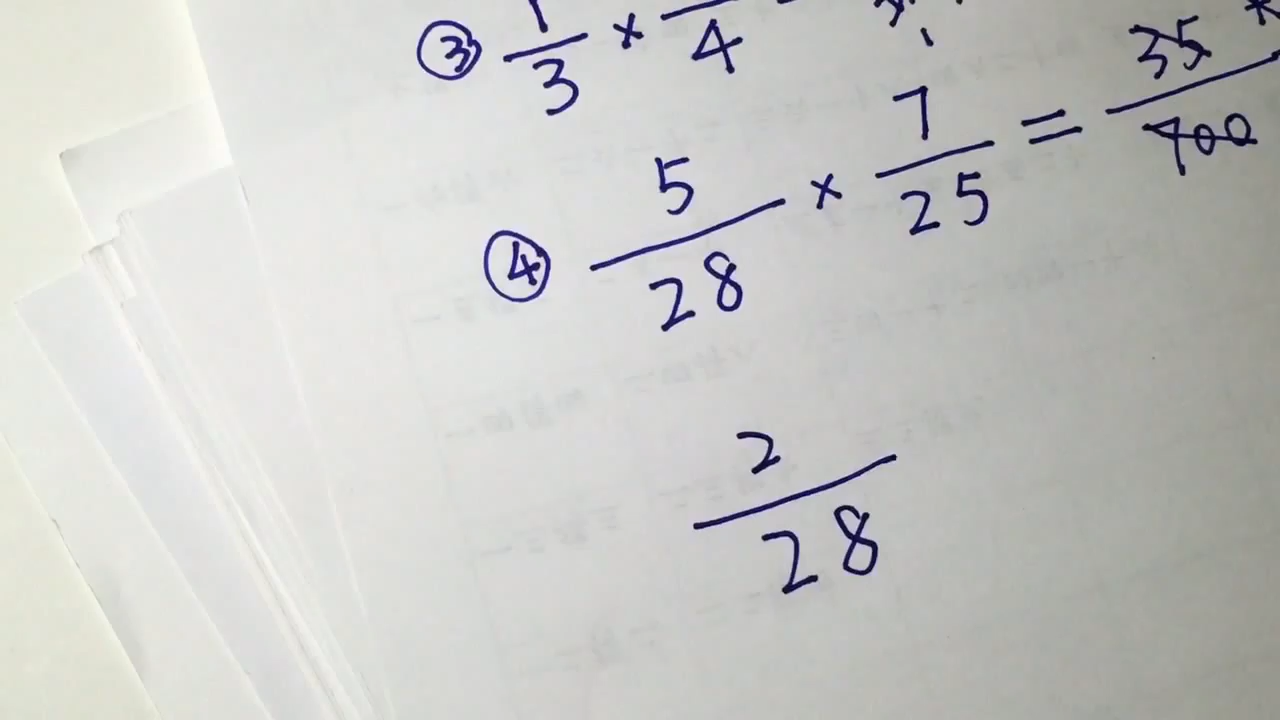 ③ 1/3 × /4
④ 5/28 × 7/25 = 35/700
2/28